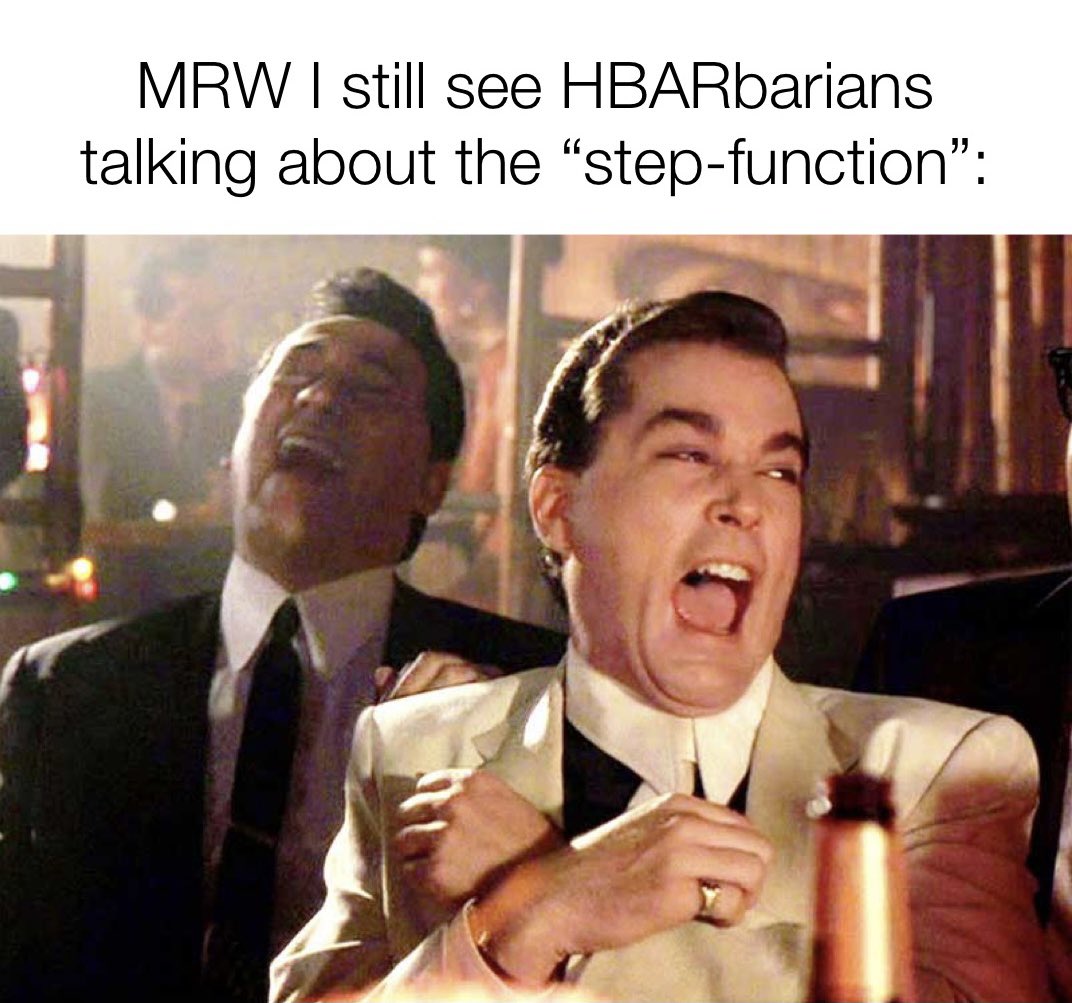 MRW I still see HBARbarians
talking about the “step-function”: